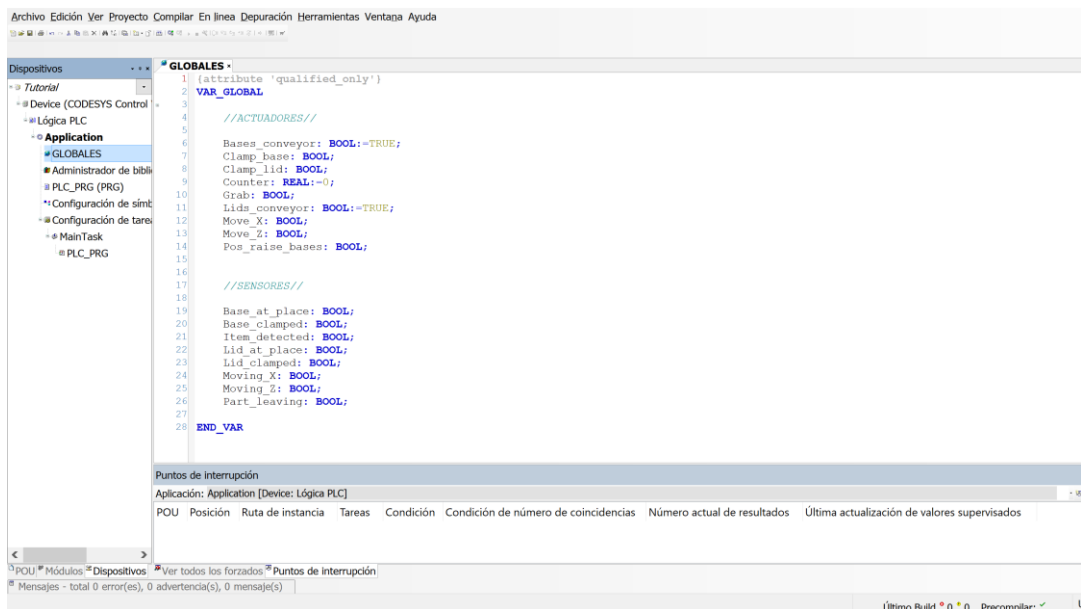 Archivo Edición Ver Proyecto Compilar En línea Depuración Herramientas Ventana Ayuda
Dispositivos
GLOBALES
Tutorial
Device (CODESYS Control
Lógica PLC
Application
GLOBALES
Administrador de bibli
PLC_PRG (PRG)
Configuración de símb
Configuración de tarea
MainTask
PLC_PRG
1 {attribute 'qualified_only'}
2 VAR_GLOBAL
3
4 //ACTUADORES//
5
6 Bases_conveyor: BOOL:=TRUE;
7 Clamp_base: BOOL;
8 Clamp_lid: BOOL;
9 Counter: REAL:=0;
10 Grab: BOOL;
11 Lids_conveyor: BOOL:=TRUE;
12 Move_X: BOOL;
13 Move_Z: BOOL;
14 Pos_raise_bases: BOOL;
15
16
17 //SENSORES//
18
19 Base_at_place: BOOL;
20 Base_clamped: BOOL;
21 Item_detected: BOOL;
22 Lid_at_place: BOOL;
23 Lid_clamped: BOOL;
24 Moving_X: BOOL;
25 Moving_Z: BOOL;
26 Part_leaving: BOOL;
27
28 END_VAR
Puntos de interrupción
Aplicación: Application [Device: Lógica PLC]
POU Posición Ruta de instancia Tareas Condición Condición de número de coincidencias Número actual de resultados Última actualización de valores supervisados
POU Módulos Dispositivos Ver todos los forzados Puntos de interrupción
Mensajes - total 0 error(es), 0 advertencia(s), 0 mensaje(s)
Último Build 0 0 Precompilar: